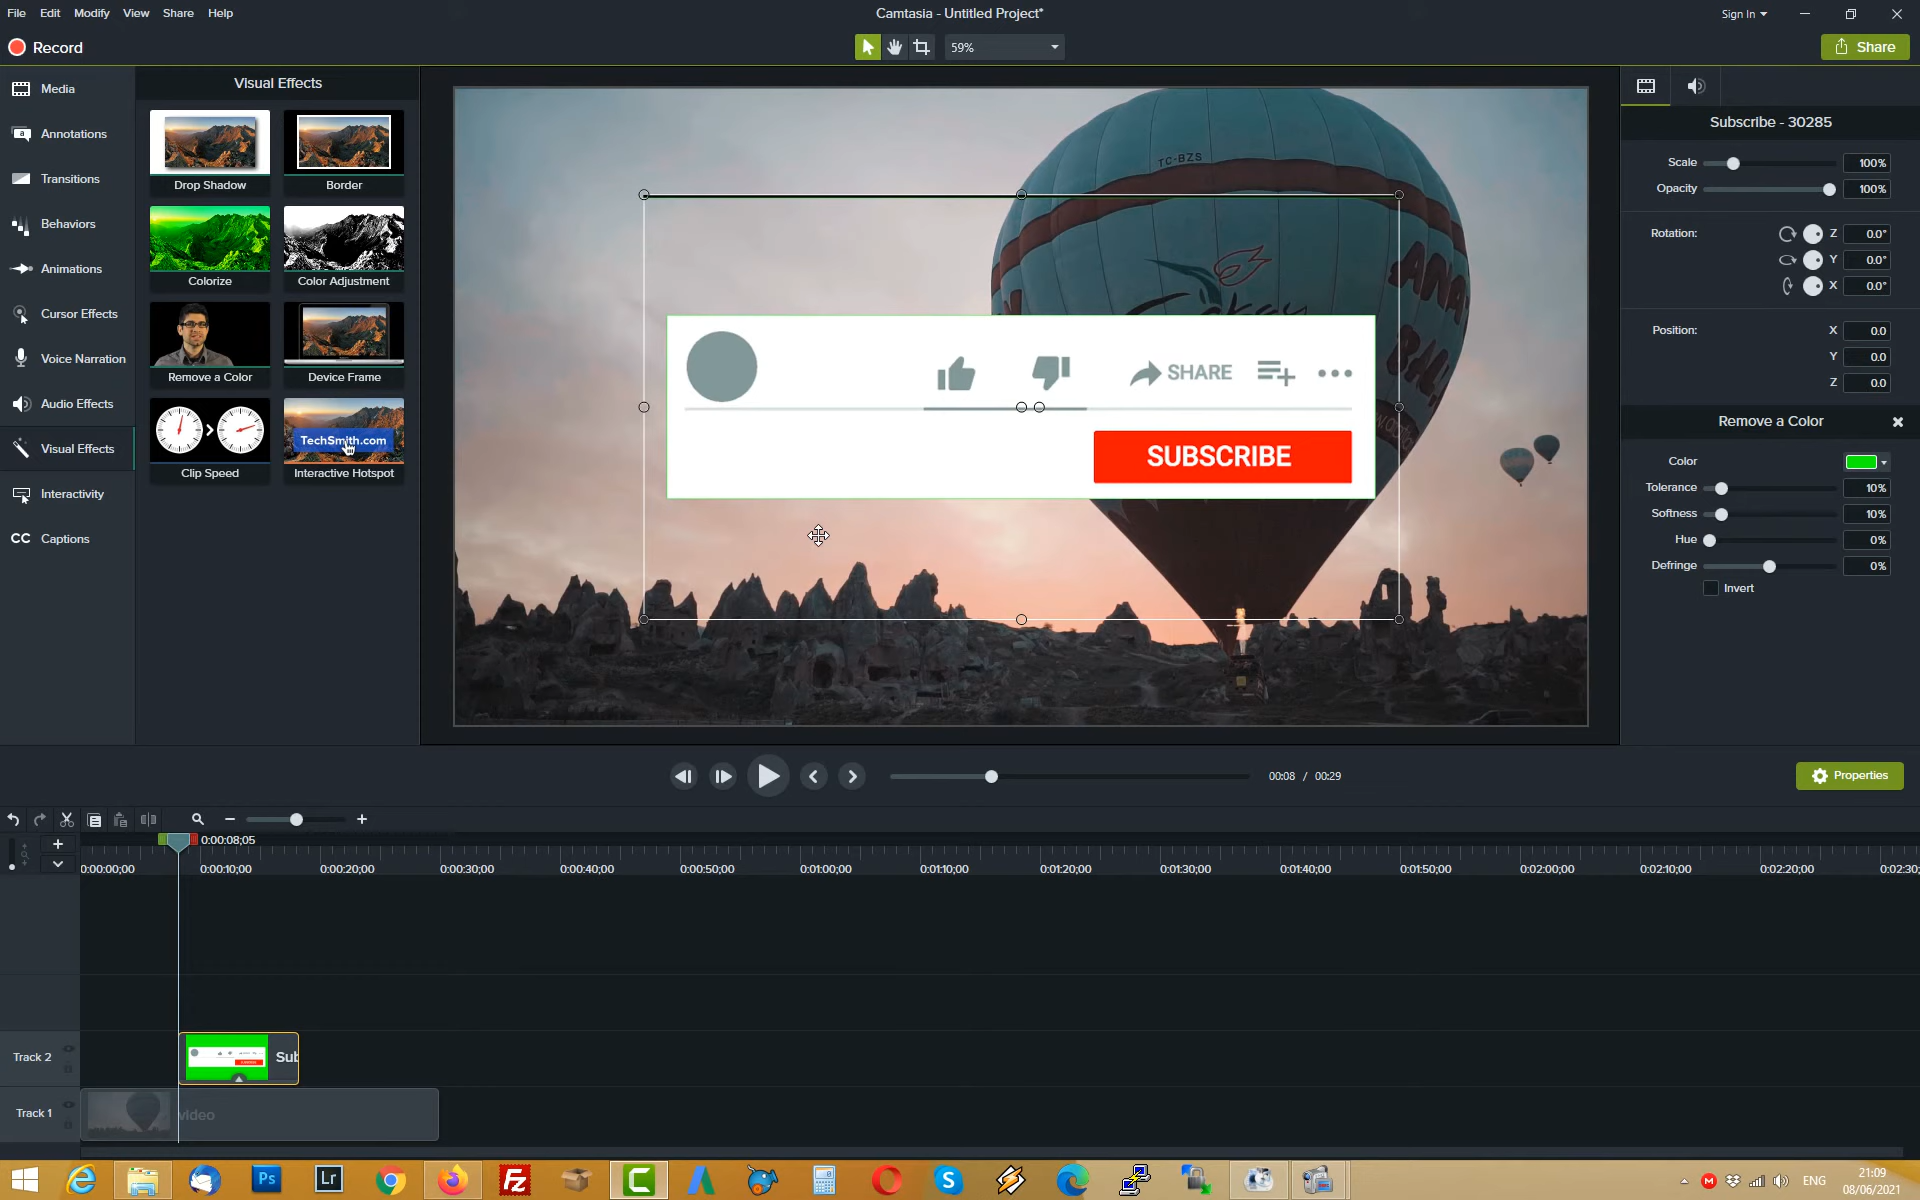 File Edit Modify View Share Help
Camtasia - Untitled Project*
Sign In
Record
59%
Share
Media
Annotations
Transitions
Behaviors
Animations
Cursor Effects
Voice Narration
Audio Effects
Visual Effects
Interactivity
CC Captions
Visual Effects
Drop Shadow
Border
Colorize
Color Adjustment
Remove a Color
Device Frame
TechSmith.com
Clip Speed
Interactive Hotspot
TC-BZS
SHARE
SUBSCRIBE
Subscribe - 30285
Scale 100%
Opacity 100%
Rotation: Z 0.0°
Y 0.0°
X 0.0°
Position: X 0.0
Y 0.0
Z 0.0
Remove a Color
Color
Tolerance 10%
Softness 10%
Hue 0%
Defringe 0%
Invert
00:08 / 00:29
Properties
0:00:08;05
0:00:00;00 0:00:10;00 0:00:20;00 0:00:30;00 0:00:40;00 0:00:50;00 0:01:00;00 0:01:10;00 0:01:20;00 0:01:30;00 0:01:40;00 0:01:50;00 0:02:00;00 0:02:10;00 0:02:20;00 0:02:30;
Track 2
Sub
Track 1
video
Ps
Lr
ENG
21:09
08/06/2021